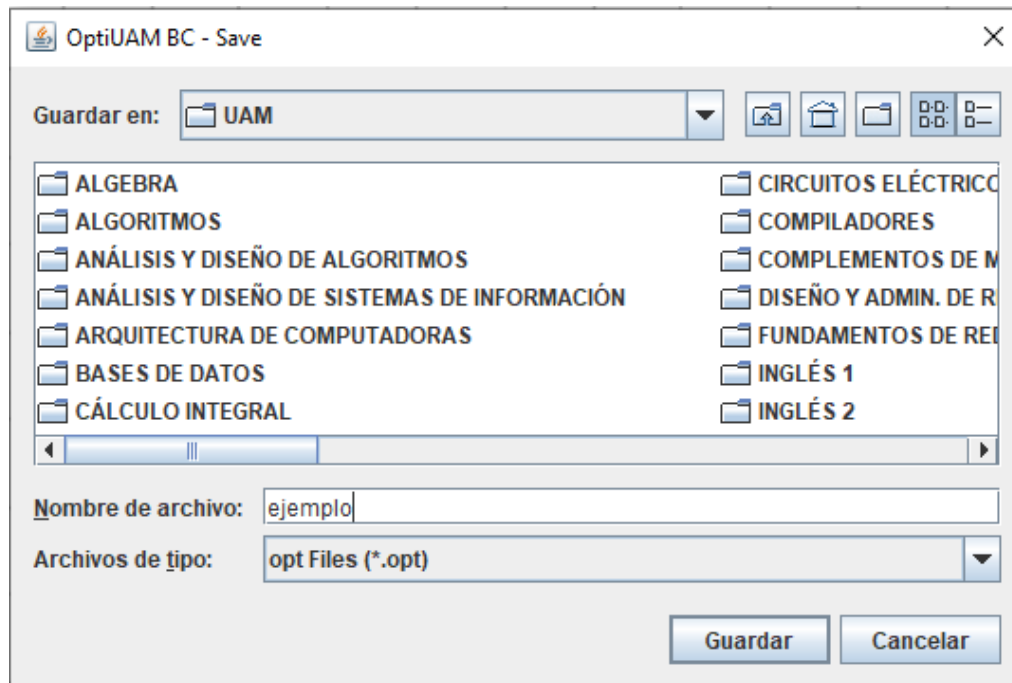 OptiUAM BC - Save
Guardar en:
UAM
ALGEBRA
ALGORITMOS
ANÁLISIS Y DISEÑO DE ALGORITMOS
ANÁLISIS Y DISEÑO DE SISTEMAS DE INFORMACIÓN
ARQUITECTURA DE COMPUTADORAS
BASES DE DATOS
CÁLCULO INTEGRAL
CIRCUITOS ELÉCTRICO
COMPILADORES
COMPLEMENTOS DE M
DISEÑO Y ADMIN. DE R
FUNDAMENTOS DE RE
INGLÉS 1
INGLÉS 2
Nombre de archivo: ejemplo
Archivos de tipo: opt Files (*.opt)
Guardar Cancelar